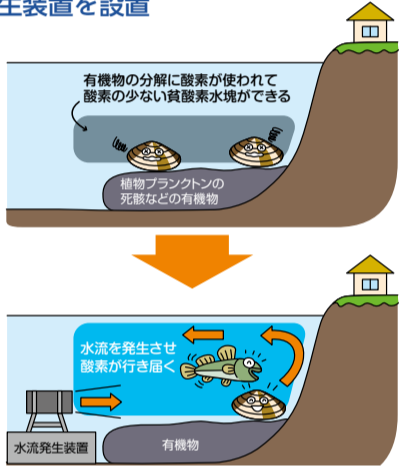 生装置を設置
有機物の分解に酸素が使われて
酸素の少ない貧酸素水塊ができる
植物プランクトンの
死骸などの有機物
水流を発生させ
酸素が行き届く
水流発生装置
有機物